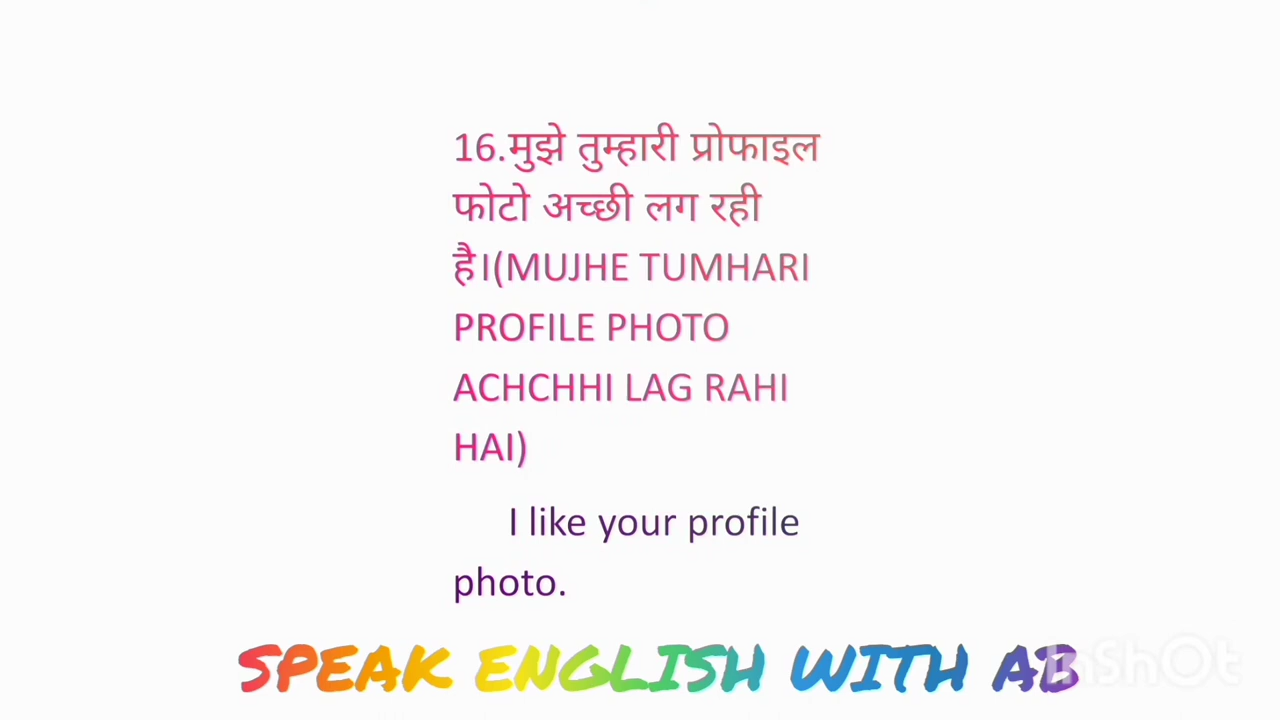 16.मुझे तुम्हारी प्रोफाइल
फोटो अच्छी लग रही
है।(MUJHE TUMHARI
PROFILE PHOTO
ACHCHHI LAG RAHI
HAI)
I like your profile
photo.
SPEAK ENGLISH WITH AB
InShOt